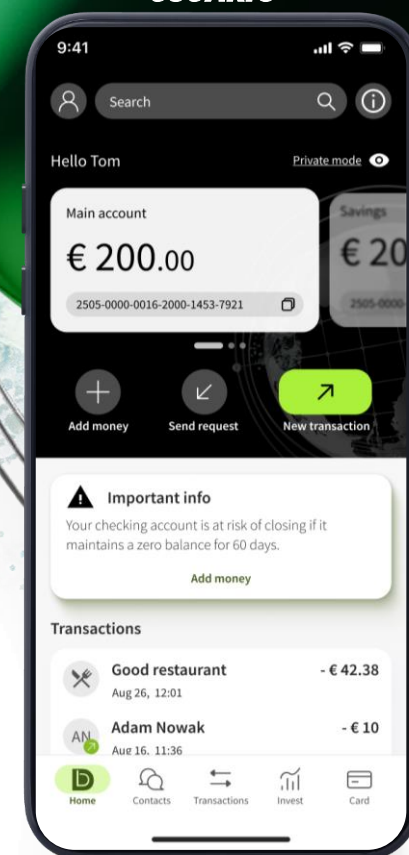 9:41
Search
Hello Tom
Private mode
Main account
€ 200.00
2505-0000-0016-2000-1453-7921
Savings
€ 20
2505-0000-
Add money
Send request
New transaction
Important info
Your checking account is at risk of closing if it
maintains a zero balance for 60 days.
Add money
Transactions
Good restaurant
- € 42.38
Aug 26, 12:01
AN
Adam Nowak
- € 10
Aug 16, 11:36
Home
Contacts
Transactions
Invest
Card